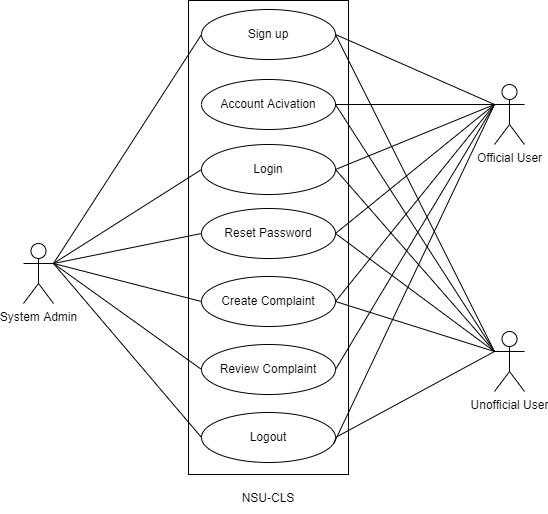 Sign up
Account Acivation
Official User
Login
Reset Password
System Admin
Create Complaint
Review Complaint
Unofficial User
Logout
NSU-CLS